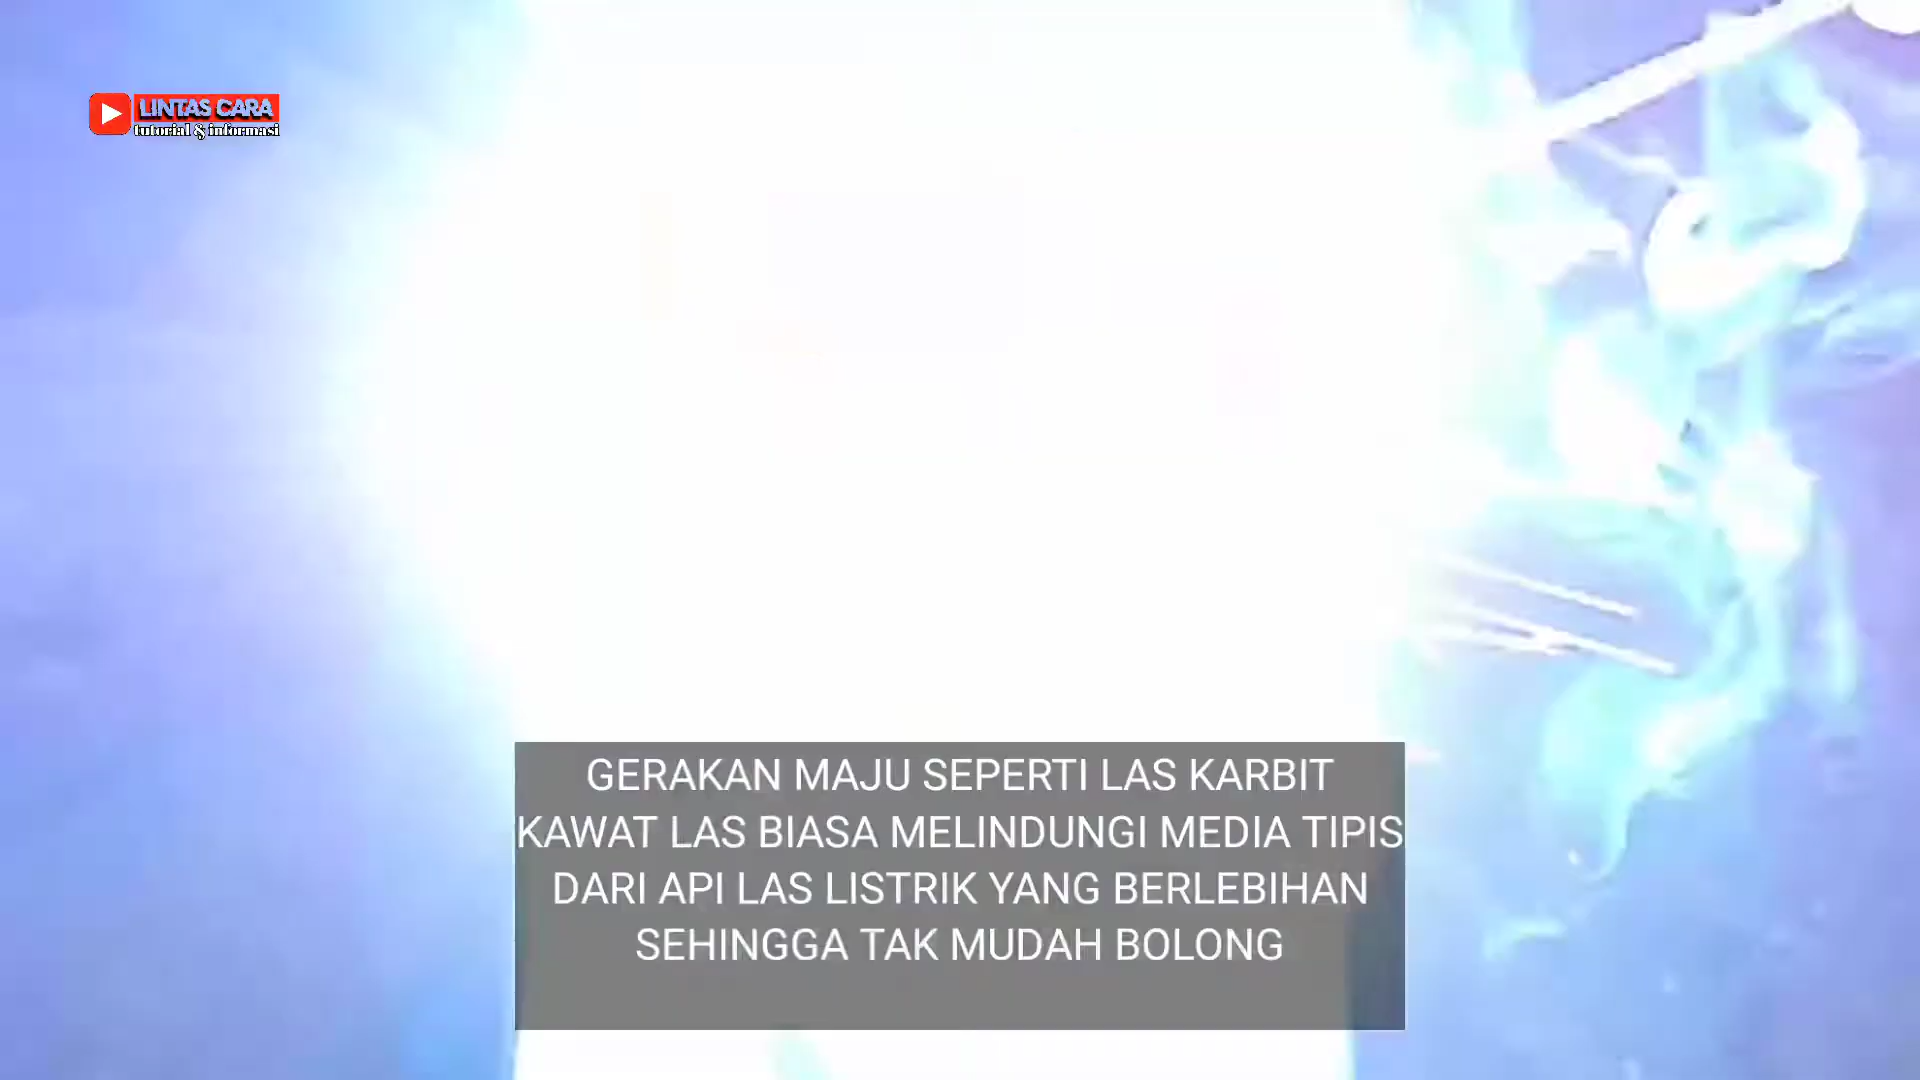 LINTAS CARA
tutorial & informasi
GERAKAN MAJU SEPERTI LAS KARBIT
KAWAT LAS BIASA MELINDUNGI MEDIA TIPIS
DARI API LAS LISTRIK YANG BERLEBIHAN
SEHINGGA TAK MUDAH BOLONG